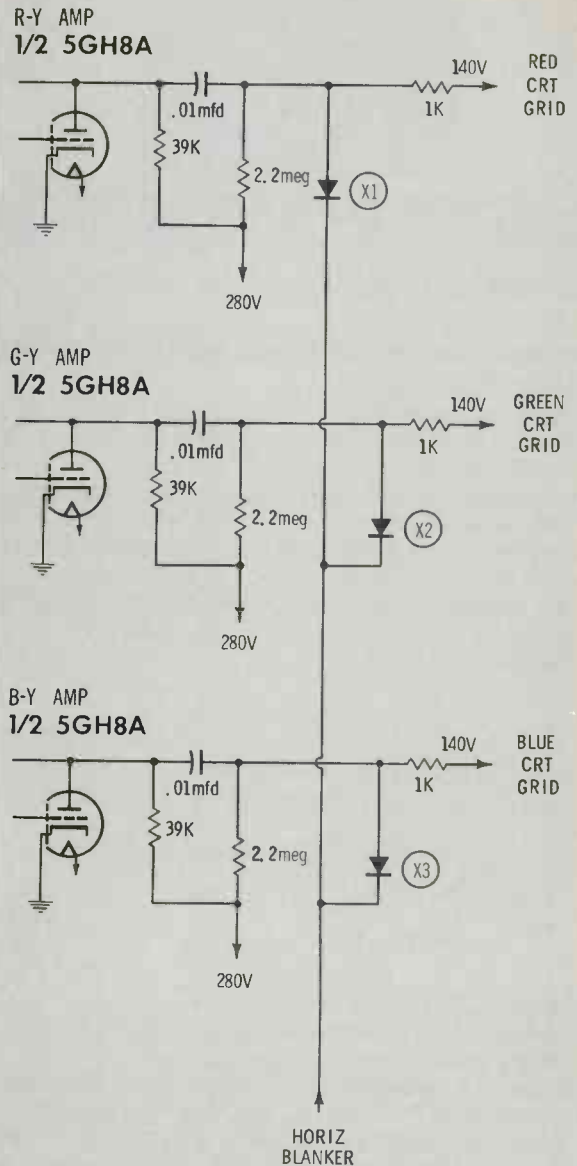 R-Y AMP
1/2 5GH8A
.01mfd
39K
2.2meg
X1
140V
1K
RED
CRT
GRID
280V
G-Y AMP
1/2 5GH8A
.01mfd
39K
2.2meg
X2
140V
1K
GREEN
CRT
GRID
280V
B-Y AMP
1/2 5GH8A
.01mfd
39K
2.2meg
X3
140V
1K
BLUE
CRT
GRID
280V
HORIZ
BLANKER